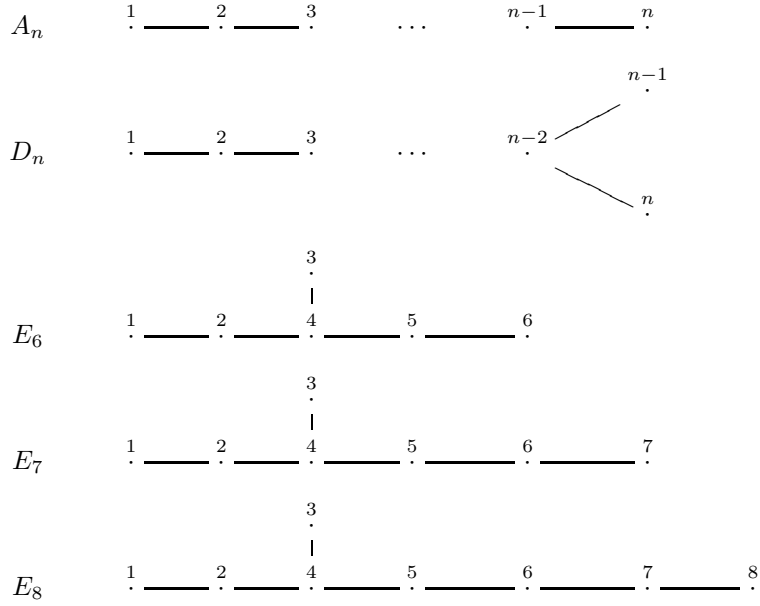 1 2 3 n−1 n
A_n . . . ... . .
n−1
1 2 3 n−2 .
D_n . . . ... .
n
.
3
.
1 2 4 5 6
E_6 . . . . .
3
.
1 2 4 5 6 7
E_7 . . . . . .
3
.
1 2 4 5 6 7 8
E_8 . . . . . . .